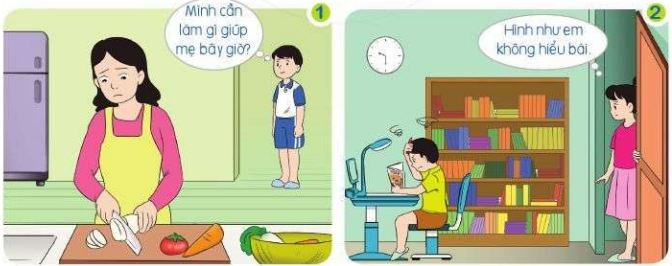 Mình cần
làm gì giúp
mẹ bây giờ?
1
Hình như em
không hiểu bài.
2